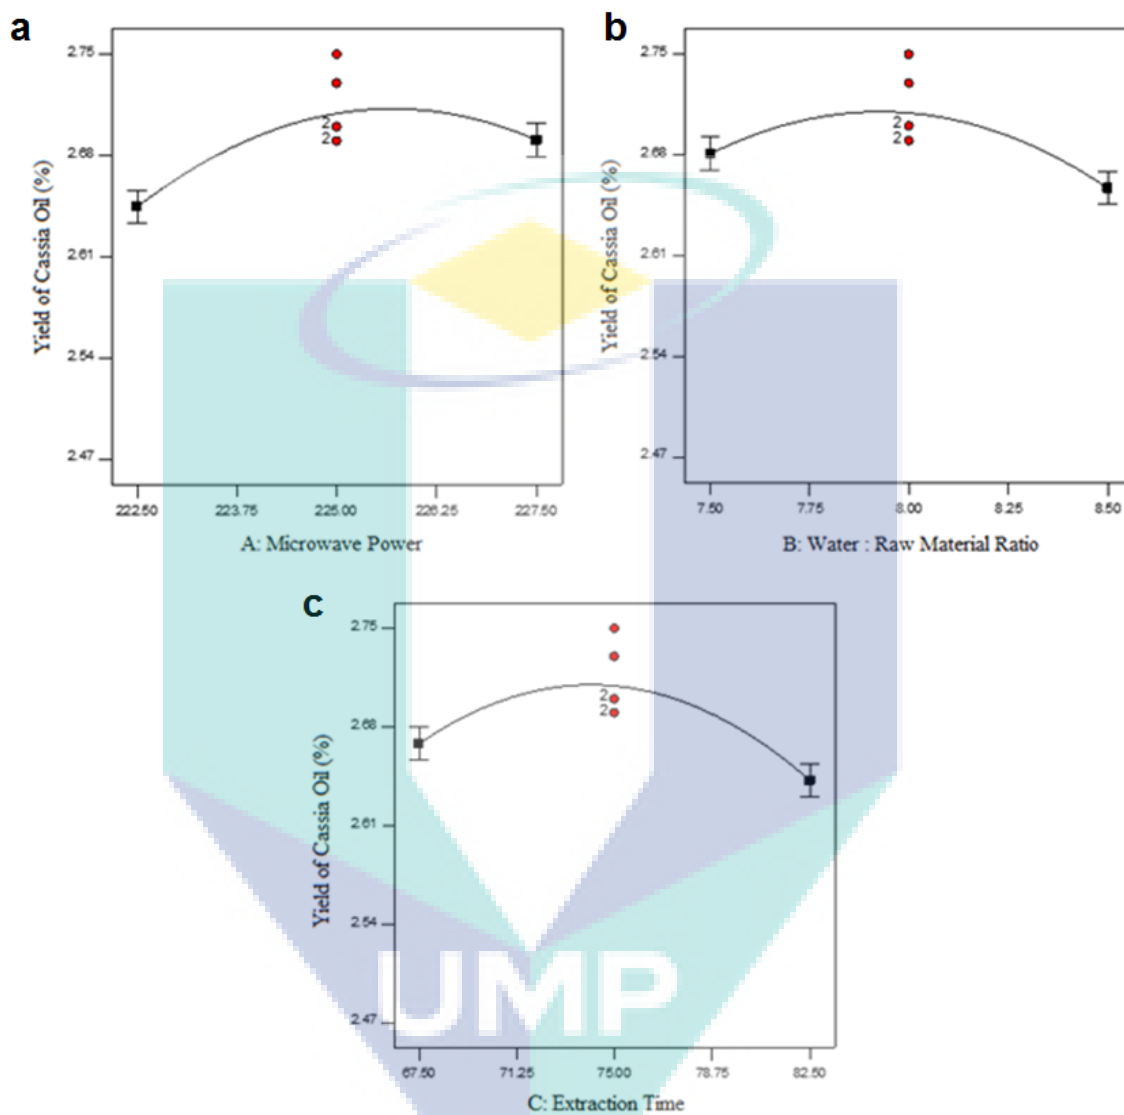 a
2.75
2.68
2.61
2.54
2.47
Yield of Cassia Oil (%)
2
2
222.50 223.75 225.00 226.25 227.50
A: Microwave Power
b
2.75
2.68
2.61
2.54
2.47
Yield of Cassia Oil (%)
2
2
7.50 7.75 8.00 8.25 8.50
B: Water : Raw Material Ratio
c
2.75
2.68
2.61
2.54
2.47
Yield of Cassia Oil (%)
2
2
67.50 71.25 75.00 78.75 82.50
C: Extraction Time
UMP